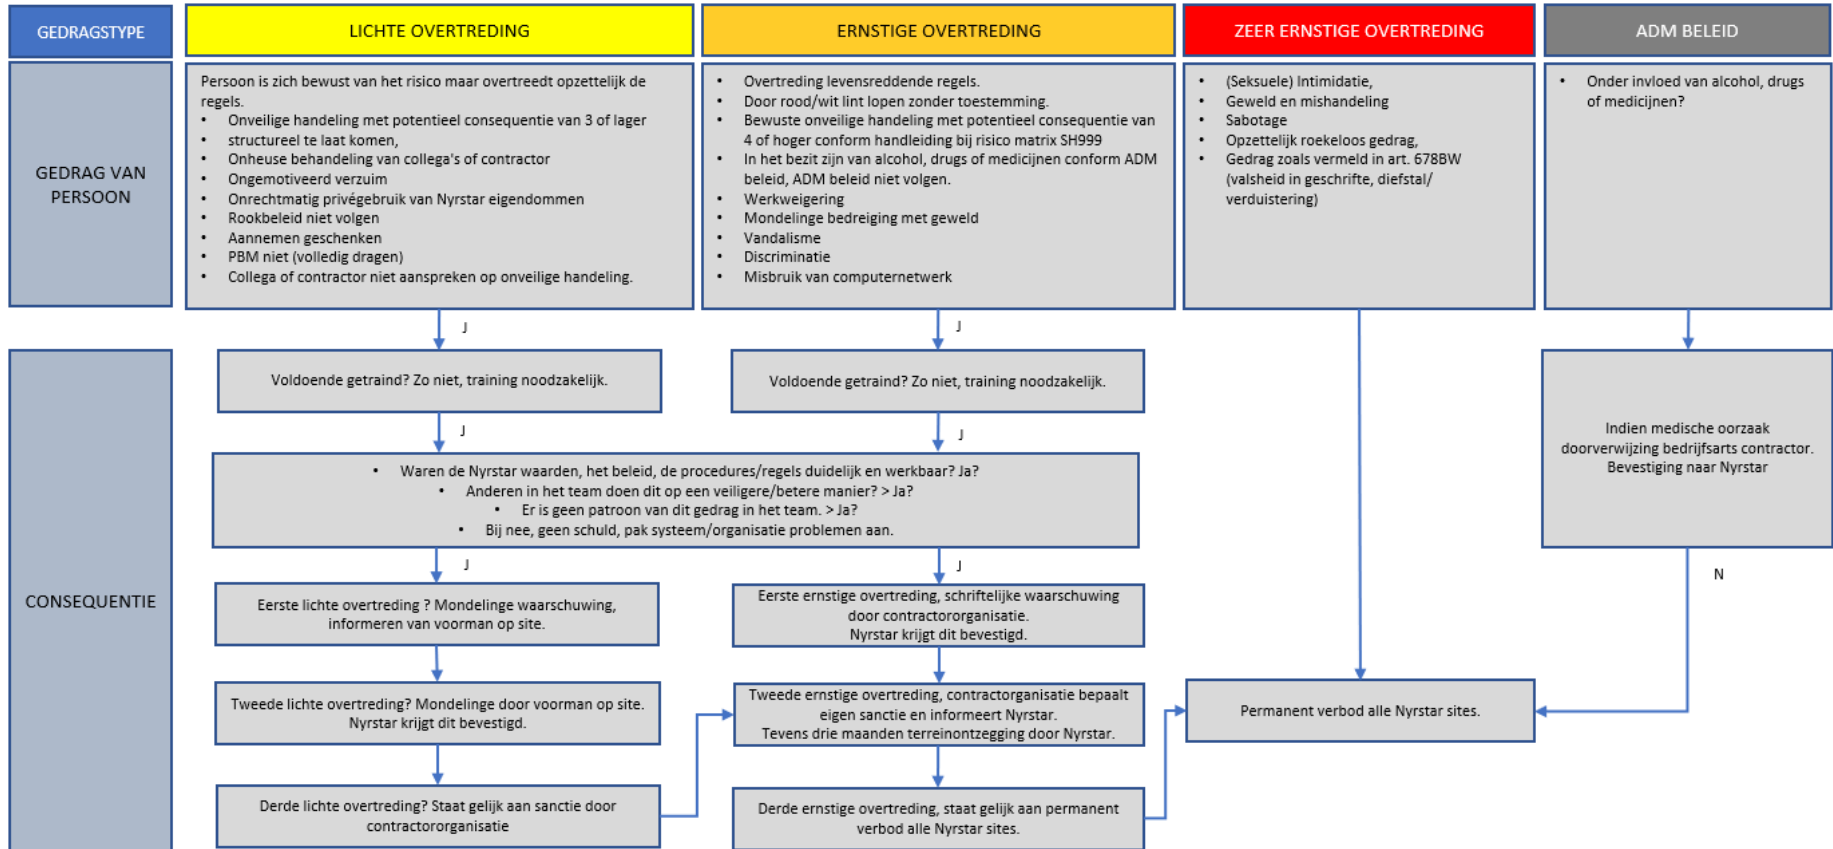 GEDRAGSTYPE
LICHTE OVERTREDING
ERNSTIGE OVERTREDING
ZEER ERNSTIGE OVERTREDING
ADM BELEID
GEDRAG VAN
PERSOON
Persoon is zich bewust van het risico maar overtreedt opzettelijk de
regels.
• Onveilige handeling met potentieel consequentie van 3 of lager
• structureel te laat komen,
• Onheuse behandeling van collega's of contractor
• Ongemotiveerd verzuim
• Onrechtmatig privégebruik van Nyrstar eigendommen
• Rookbeleid niet volgen
• Aannemen geschenken
• PBM niet (volledig dragen)
• Collega of contractor niet aanspreken op onveilige handeling.
• Overtreding levensreddende regels.
• Door rood/wit lint lopen zonder toestemming.
• Bewuste onveilige handeling met potentieel consequentie van
4 of hoger conform handleiding bij risico matrix SH999
• In het bezit zijn van alcohol, drugs of medicijnen conform ADM
beleid, ADM beleid niet volgen.
• Werkweigering
• Mondelinge bedreiging met geweld
• Vandalisme
• Discriminatie
• Misbruik van computernetwerk
• (Seksuele) Intimidatie,
• Geweld en mishandeling
• Sabotage
• Opzettelijk roekeloos gedrag,
• Gedrag zoals vermeld in art. 678BW
(valsheid in geschrifte, diefstal/
verduistering)
• Onder invloed van alcohol, drugs
of medicijnen?
J
J
CONSEQUENTIE
Voldoende getraind? Zo niet, training noodzakelijk.
Voldoende getraind? Zo niet, training noodzakelijk.
J
J
• Waren de Nyrstar waarden, het beleid, de procedures/regels duidelijk en werkbaar? Ja?
• Anderen in het team doen dit op een veiligere/betere manier? > Ja?
• Er is geen patroon van dit gedrag in het team. > Ja?
• Bij nee, geen schuld, pak systeem/organisatie problemen aan.
Indien medische oorzaak
doorverwijzing bedrijfsarts contractor.
Bevestiging naar Nyrstar
J
J
N
Eerste lichte overtreding ? Mondelinge waarschuwing,
informeren van voorman op site.
Eerste ernstige overtreding, schriftelijke waarschuwing
door contractororganisatie.
Nyrstar krijgt dit bevestigd.
Tweede lichte overtreding? Mondelinge door voorman op site.
Nyrstar krijgt dit bevestigd.
Tweede ernstige overtreding, contractorganisatie bepaalt
eigen sanctie en informeert Nyrstar.
Tevens drie maanden terreinontzegging door Nyrstar.
Permanent verbod alle Nyrstar sites.
Derde lichte overtreding? Staat gelijk aan sanctie door
contractororganisatie
Derde ernstige overtreding, staat gelijk aan permanent
verbod alle Nyrstar sites.